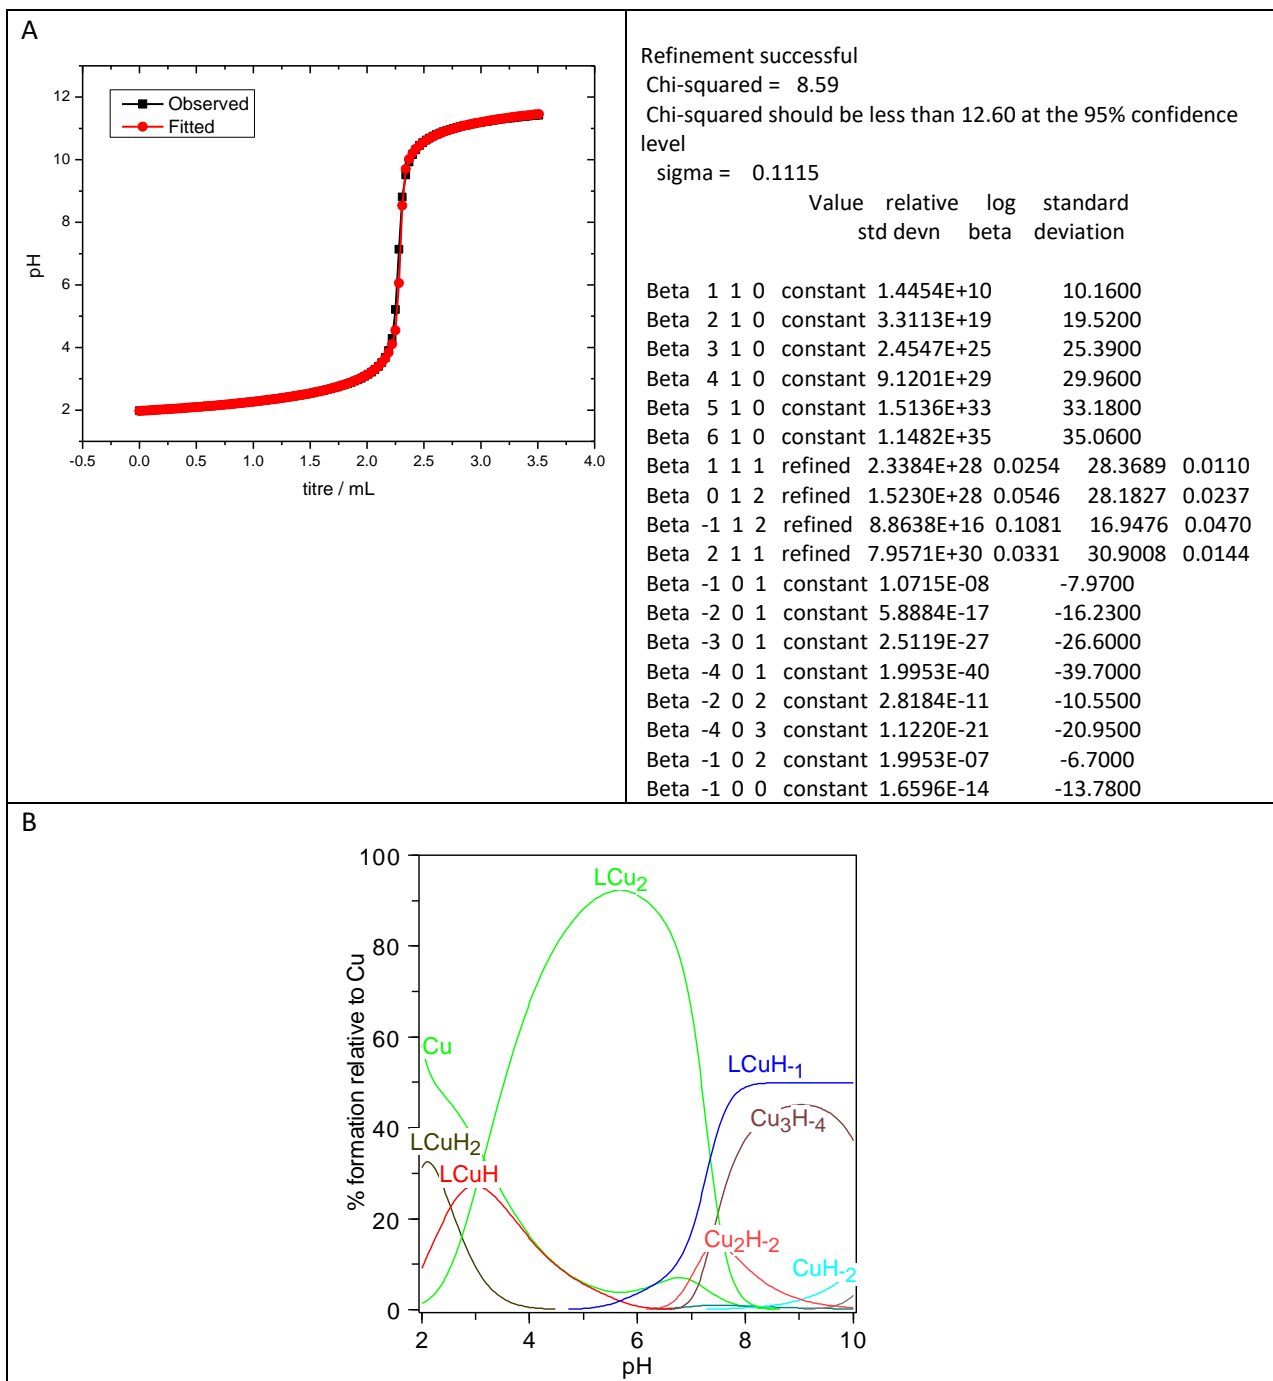 A
Observed
Fitted
12
10
8
6
4
2
pH
-0.5 0.0 0.5 1.0 1.5 2.0 2.5 3.0 3.5 4.0
titre / mL
Refinement successful
Chi-squared = 8.59
Chi-squared should be less than 12.60 at the 95% confidence
level
sigma = 0.1115
Value relative log standard
std devn beta deviation
Beta 1 1 0 constant 1.4454E+10 10.1600
Beta 2 1 0 constant 3.3113E+19 19.5200
Beta 3 1 0 constant 2.4547E+25 25.3900
Beta 4 1 0 constant 9.1201E+29 29.9600
Beta 5 1 0 constant 1.5136E+33 33.1800
Beta 6 1 0 constant 1.1482E+35 35.0600
Beta 1 1 1 refined 2.3384E+28 0.0254 28.3689 0.0110
Beta 0 1 2 refined 1.5230E+28 0.0546 28.1827 0.0237
Beta -1 1 2 refined 8.8638E+16 0.1081 16.9476 0.0470
Beta 2 1 1 refined 7.9571E+30 0.0331 30.9008 0.0144
Beta -1 0 1 constant 1.0715E-08 -7.9700
Beta -2 0 1 constant 5.8884E-17 -16.2300
Beta -3 0 1 constant 2.5119E-27 -26.6000
Beta -4 0 1 constant 1.9953E-40 -39.7000
Beta -2 0 2 constant 2.8184E-11 -10.5500
Beta -4 0 3 constant 1.1220E-21 -20.9500
Beta -1 0 2 constant 1.9953E-07 -6.7000
Beta -1 0 0 constant 1.6596E-14 -13.7800
B
100
80
60
40
20
0
% formation relative to Cu
LCu2
Cu
LCuH2
LCuH
LCuH-1
Cu3H-4
Cu2H-2
CuH-2
2 4 6 8 10
pH